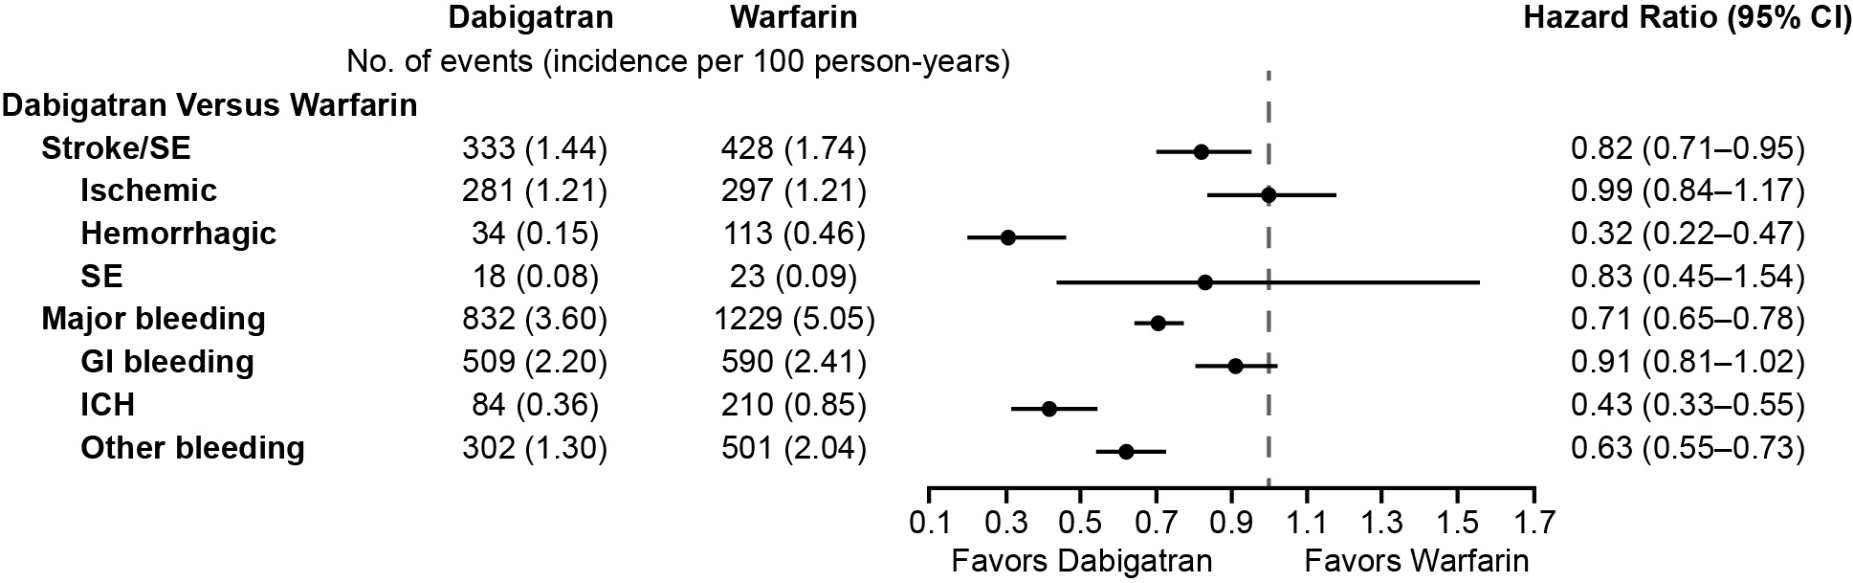 Dabigatran Warfarin Hazard Ratio (95% CI)
No. of events (incidence per 100 person-years)
Dabigatran Versus Warfarin
Stroke/SE 333 (1.44) 428 (1.74) 0.82 (0.71–0.95)
Ischemic 281 (1.21) 297 (1.21) 0.99 (0.84–1.17)
Hemorrhagic 34 (0.15) 113 (0.46) 0.32 (0.22–0.47)
SE 18 (0.08) 23 (0.09) 0.83 (0.45–1.54)
Major bleeding 832 (3.60) 1229 (5.05) 0.71 (0.65–0.78)
GI bleeding 509 (2.20) 590 (2.41) 0.91 (0.81–1.02)
ICH 84 (0.36) 210 (0.85) 0.43 (0.33–0.55)
Other bleeding 302 (1.30) 501 (2.04) 0.63 (0.55–0.73)
0.1 0.3 0.5 0.7 0.9 1.1 1.3 1.5 1.7
Favors Dabigatran Favors Warfarin